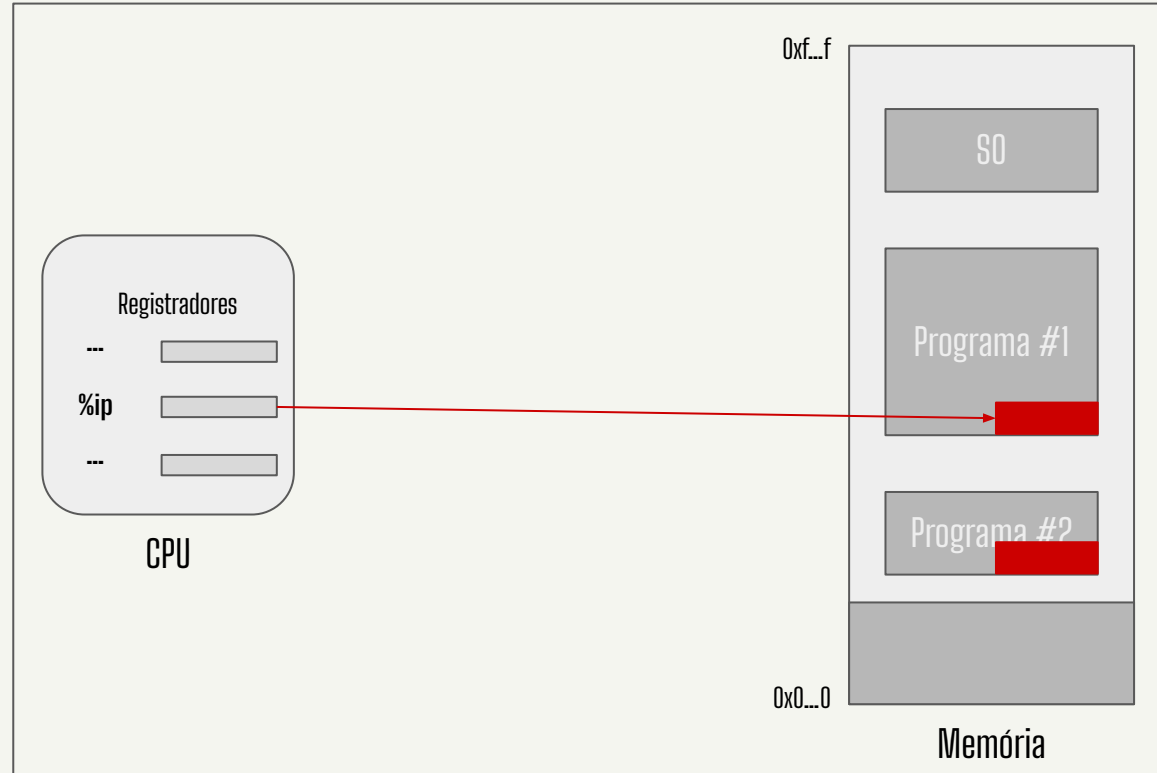 0xf...f
SO
Registradores
---
%ip
---
CPU
Programa #1
Programa #2
0x0...0
Memória